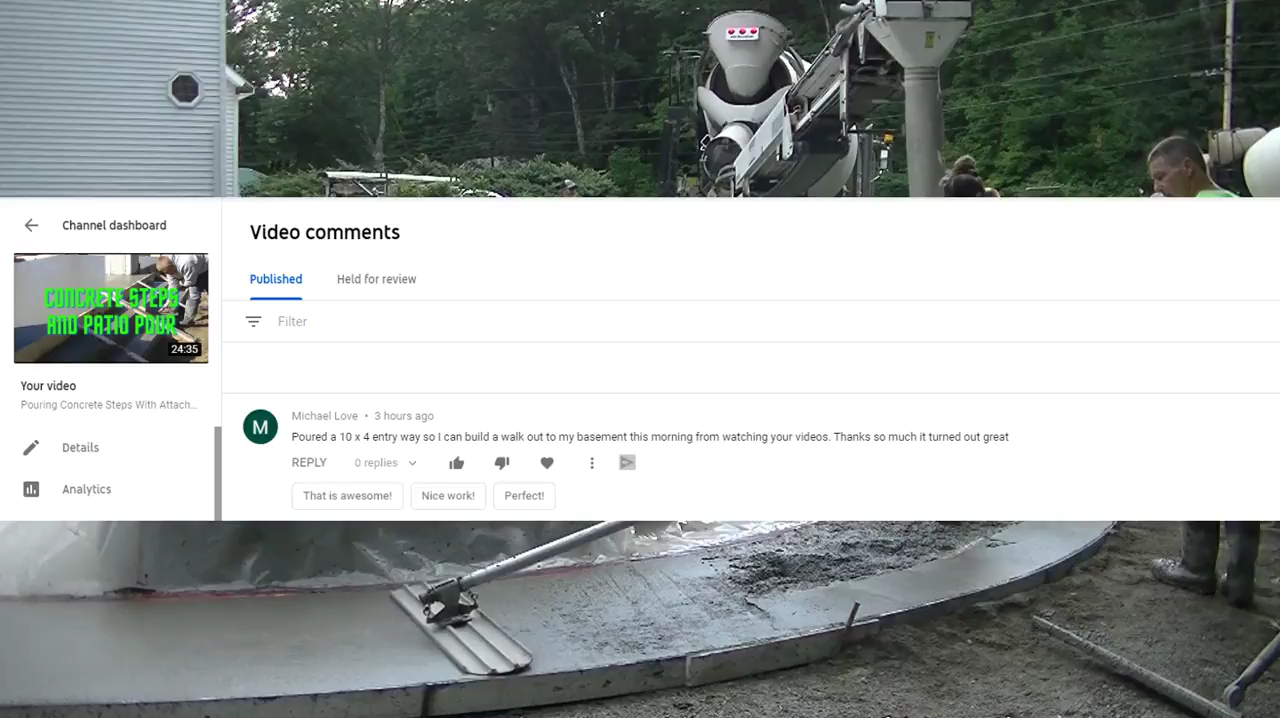 Channel dashboard
CONCRETE STEPS
AND PATIO POUR
24:35
Your video
Pouring Concrete Steps With Attach...
Details
Analytics
Video comments
Published
Held for review
Filter
M
Michael Love • 3 hours ago
Poured a 10 x 4 entry way so I can build a walk out to my basement this morning from watching your videos. Thanks so much it turned out great
REPLY 0 replies
That is awesome! Nice work! Perfect!